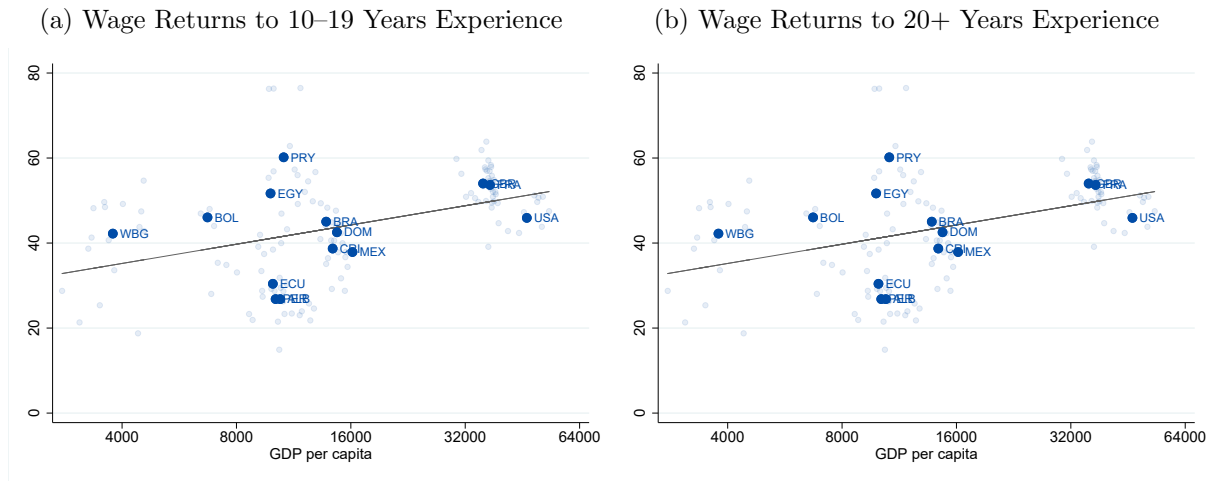 (a) Wage Returns to 10–19 Years Experience
80
60
40
20
0
PRY
EGY
BOL
WBG
BRA
DOM
CRI
MEX
ECU
ALB
USA
4000 8000 16000 32000 64000
GDP per capita
(b) Wage Returns to 20+ Years Experience
80
60
40
20
0
PRY
EGY
BOL
WBG
BRA
DOM
CRI
MEX
ECU
ALB
USA
4000 8000 16000 32000 64000
GDP per capita